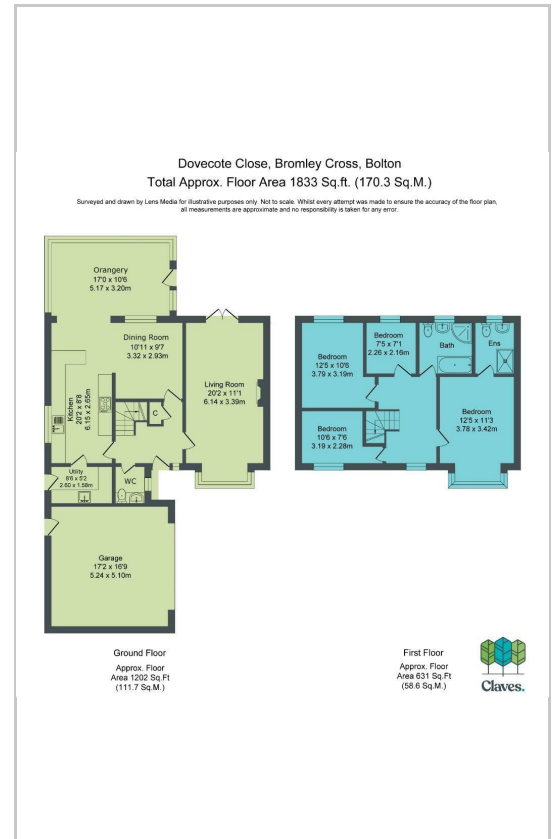 Dovecote Close, Bromley Cross, Bolton
Total Approx. Floor Area 1833 Sq.ft. (170.3 Sq.M.)
Surveyed and drawn by Lens Media for illustrative purposes only. Not to scale. Whilst every attempt was made to ensure the accuracy of the floor plan,
all measurements are approximate and no responsibility is taken for any error.
Orangery
17'0 x 10'6
5.17 x 3.20m
Dining Room
10'11 x 9'7
3.32 x 2.93m
Living Room
20'2 x 11'1
6.14 x 3.39m
Kitchen
20'2 x 8'8
6.15 x 2.65m
C
Utility
8'6 x 5'2
2.60 x 1.58m
WC
Garage
17'2 x 16'9
5.24 x 5.10m
Bedroom
12'5 x 10'6
3.79 x 3.19m
Bedroom
7'5 x 7'1
2.26 x 2.16m
Bath
Ens
Bedroom
12'5 x 11'3
3.78 x 3.42m
Bedroom
10'6 x 7'6
3.19 x 2.28m
Ground Floor
Approx. Floor
Area 1202 Sq.Ft
(111.7 Sq.M.)
First Floor
Approx. Floor
Area 631 Sq.Ft
(58.6 Sq.M.)
Claves.